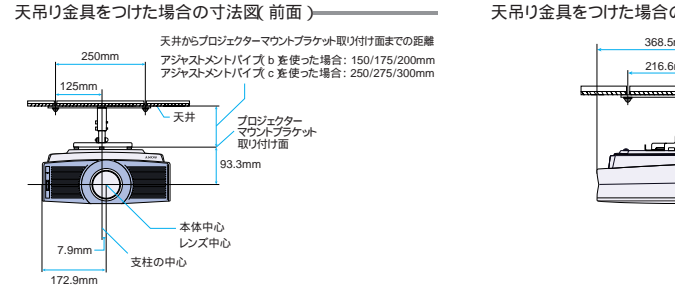 天吊り金具をつけた場合の寸法図(前面)
天井からプロジェクターマウントブラケット取り付け面までの距離
アジャストメントパイプ(b)を使った場合: 150/175/200mm
アジャストメントパイプ(c)を使った場合: 250/275/300mm
250mm
125mm
天井
プロジェクター
マウントブラケット
取り付け面
93.3mm
本体中心
レンズ中心
7.9mm
支柱の中心
172.9mm
天吊り金具をつけた場合の
368.5m
216.6m